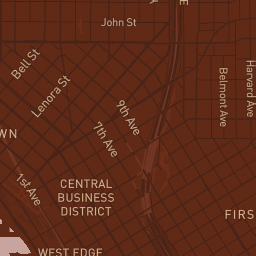 John St
Bell St
Lenora St
Belmont Ave
Harvard Ave
9th Ave
7th Ave
OWN
1st Ave
CENTRAL
BUSINESS
DISTRICT
FIRS
WEST EDGE